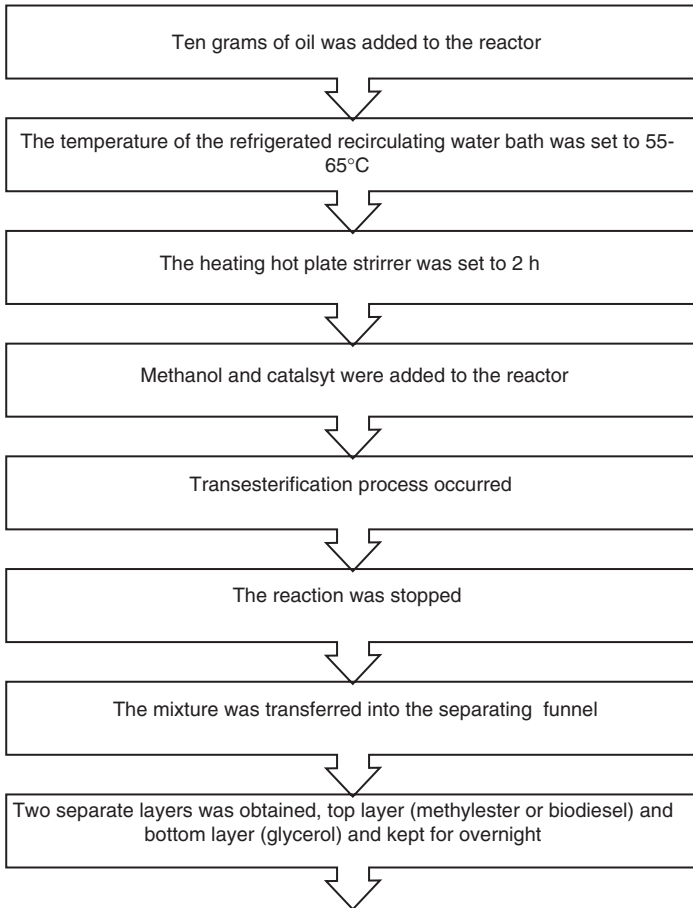 Ten grams of oil was added to the reactor
The temperature of the refrigerated recirculating water bath was set to 55-
65°C
The heating hot plate strirrer was set to 2 h
Methanol and catalsyt were added to the reactor
Transesterification process occurred
The reaction was stopped
The mixture was transferred into the separating funnel
Two separate layers was obtained, top layer (methylester or biodiesel) and
bottom layer (glycerol) and kept for overnight